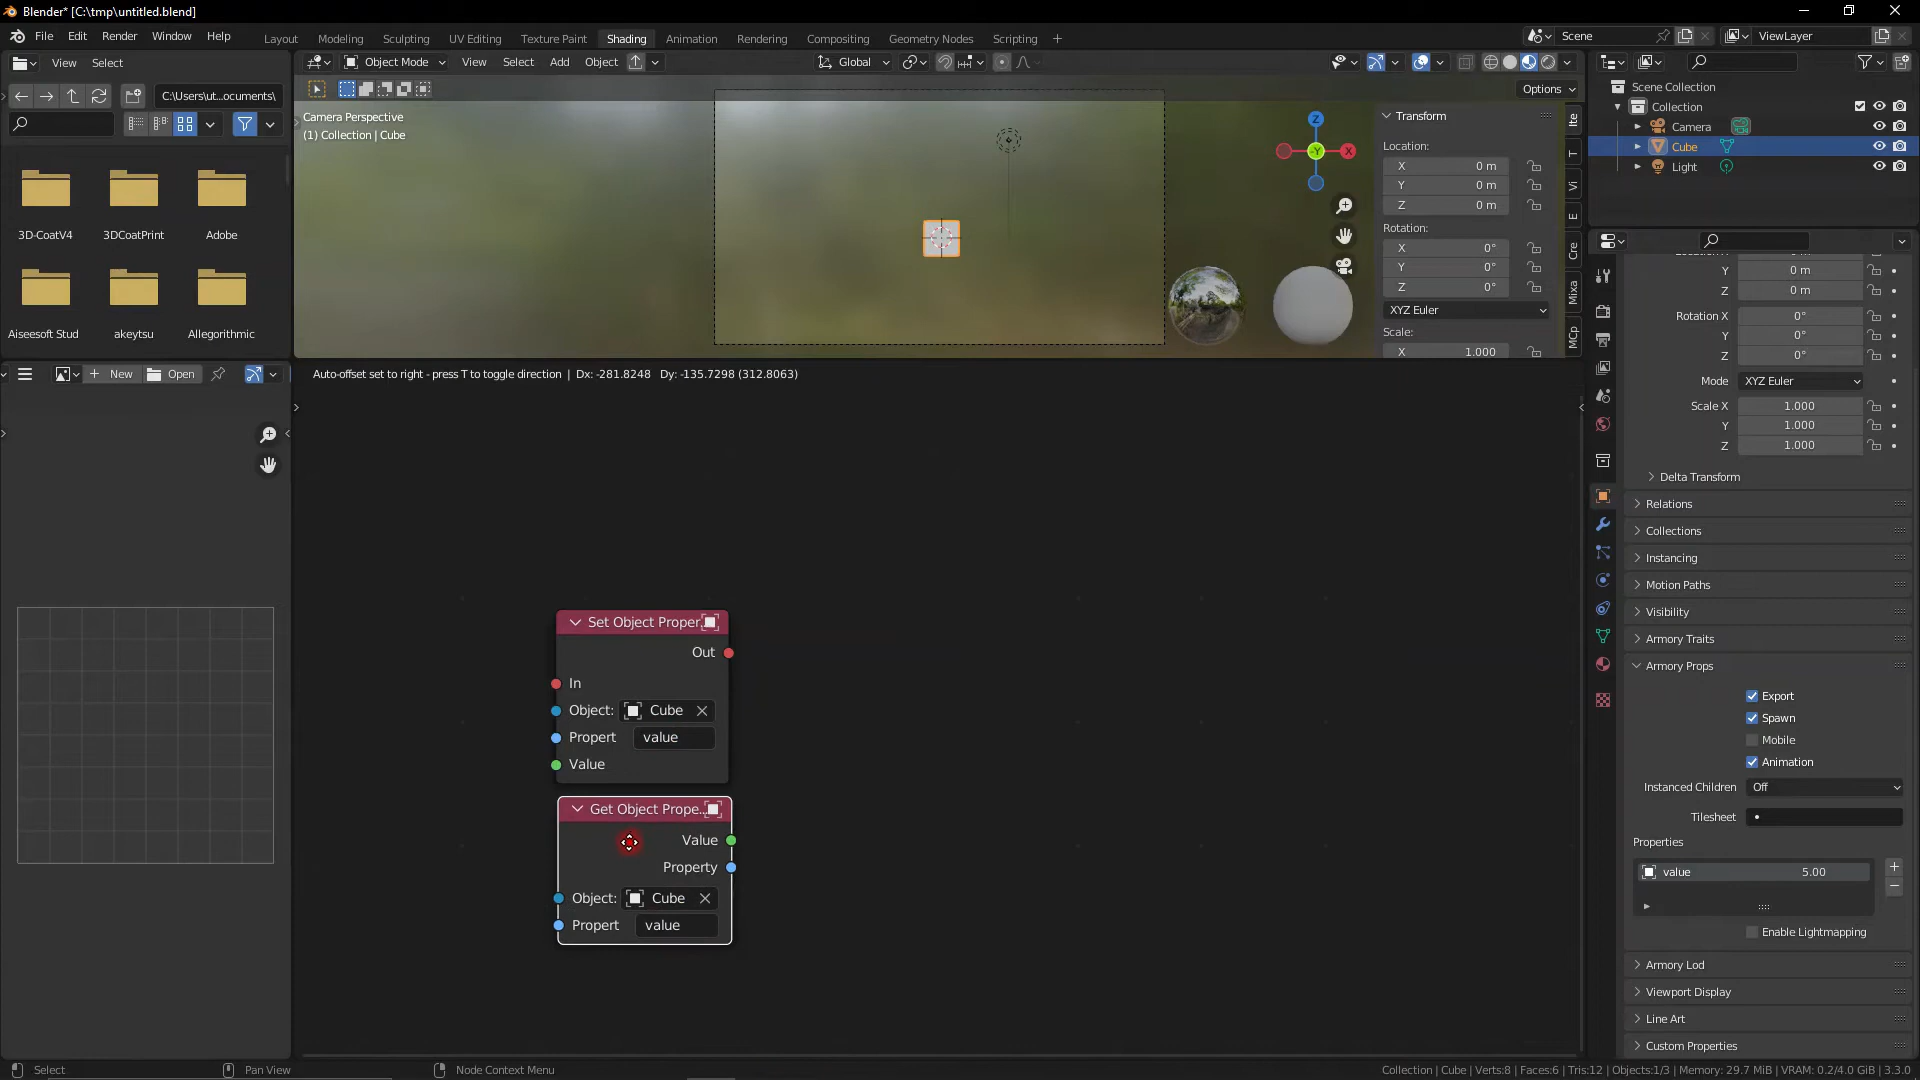 Blender* [C:\tmp\untitled.blend]
File Edit Render Window Help
Layout Modeling Sculpting UV Editing Texture Paint Shading Animation Rendering Compositing Geometry Nodes Scripting +
Scene
ViewLayer
View Select
Object Mode View Select Add Object
Global
C:\Users\ut...ocuments\
Options
Camera Perspective
(1) Collection | Cube
3D-CoatV4 3DCoatPrint Adobe
Aiseesoft Stud akeytsu Allegorithmic
Z
X
-Y
Transform
Location:
X 0 m
Y 0 m
Z 0 m
Rotation:
X 0°
Y 0°
Z 0°
XYZ Euler
Scale:
X 1.000
Ite
T
Vi
E
Cre
Mixa
MCp
Scene Collection
Collection
Camera
Cube
Light
Y 0 m
Z 0 m
Rotation X 0°
Y 0°
Z 0°
Mode XYZ Euler
Scale X 1.000
Y 1.000
Z 1.000
Delta Transform
Relations
Collections
Instancing
Motion Paths
Visibility
Armory Traits
Armory Props
Export
Spawn
Mobile
Animation
Instanced Children Off
Tilesheet
Properties
value 5.00
Enable Lightmapping
Armory Lod
Viewport Display
Line Art
Custom Properties
New Open
Auto-offset set to right - press T to toggle direction | Dx: -281.8248 Dy: -135.7298 (312.8063)
Set Object Proper..
Out
In
Object: Cube
Propert value
Value
Get Object Prope..
Value
Property
Object: Cube
Propert value
Select Pan View Node Context Menu
Collection | Cube | Verts:8 | Faces:6 | Tris:12 | Objects:1/3 | Memory: 29.7 MiB | VRAM: 0.2/4.0 GiB | 3.3.0